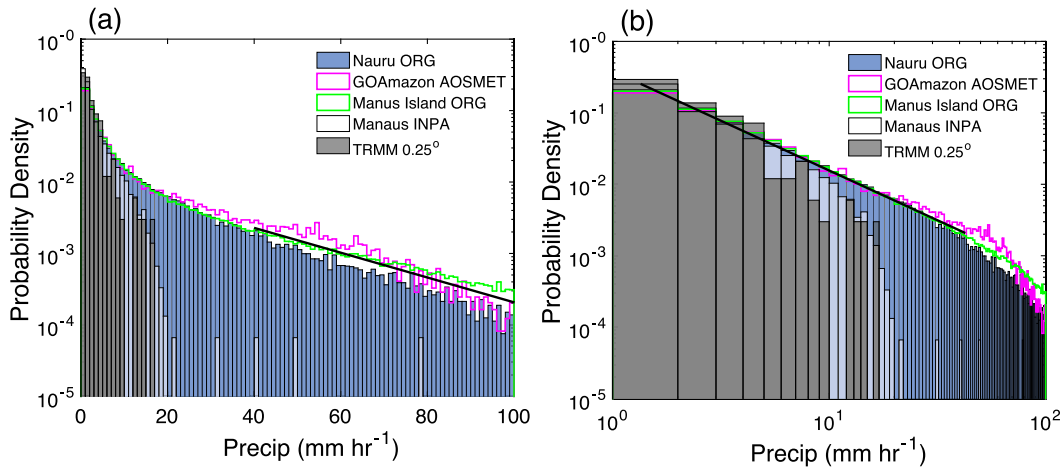 (a)
10^-0
10^-1
10^-2
10^-3
10^-4
10^-5
Probability Density
Nauru ORG
GOAmazon AOSMET
Manus Island ORG
Manaus INPA
TRMM 0.25°
0 20 40 60 80 100
Precip (mm hr^-1)
(b)
10^-0
10^-1
10^-2
10^-3
10^-4
10^-5
Probability Density
Nauru ORG
GOAmazon AOSMET
Manus Island ORG
Manaus INPA
TRMM 0.25°
10^0 10^1 10^2
Precip (mm hr^-1)